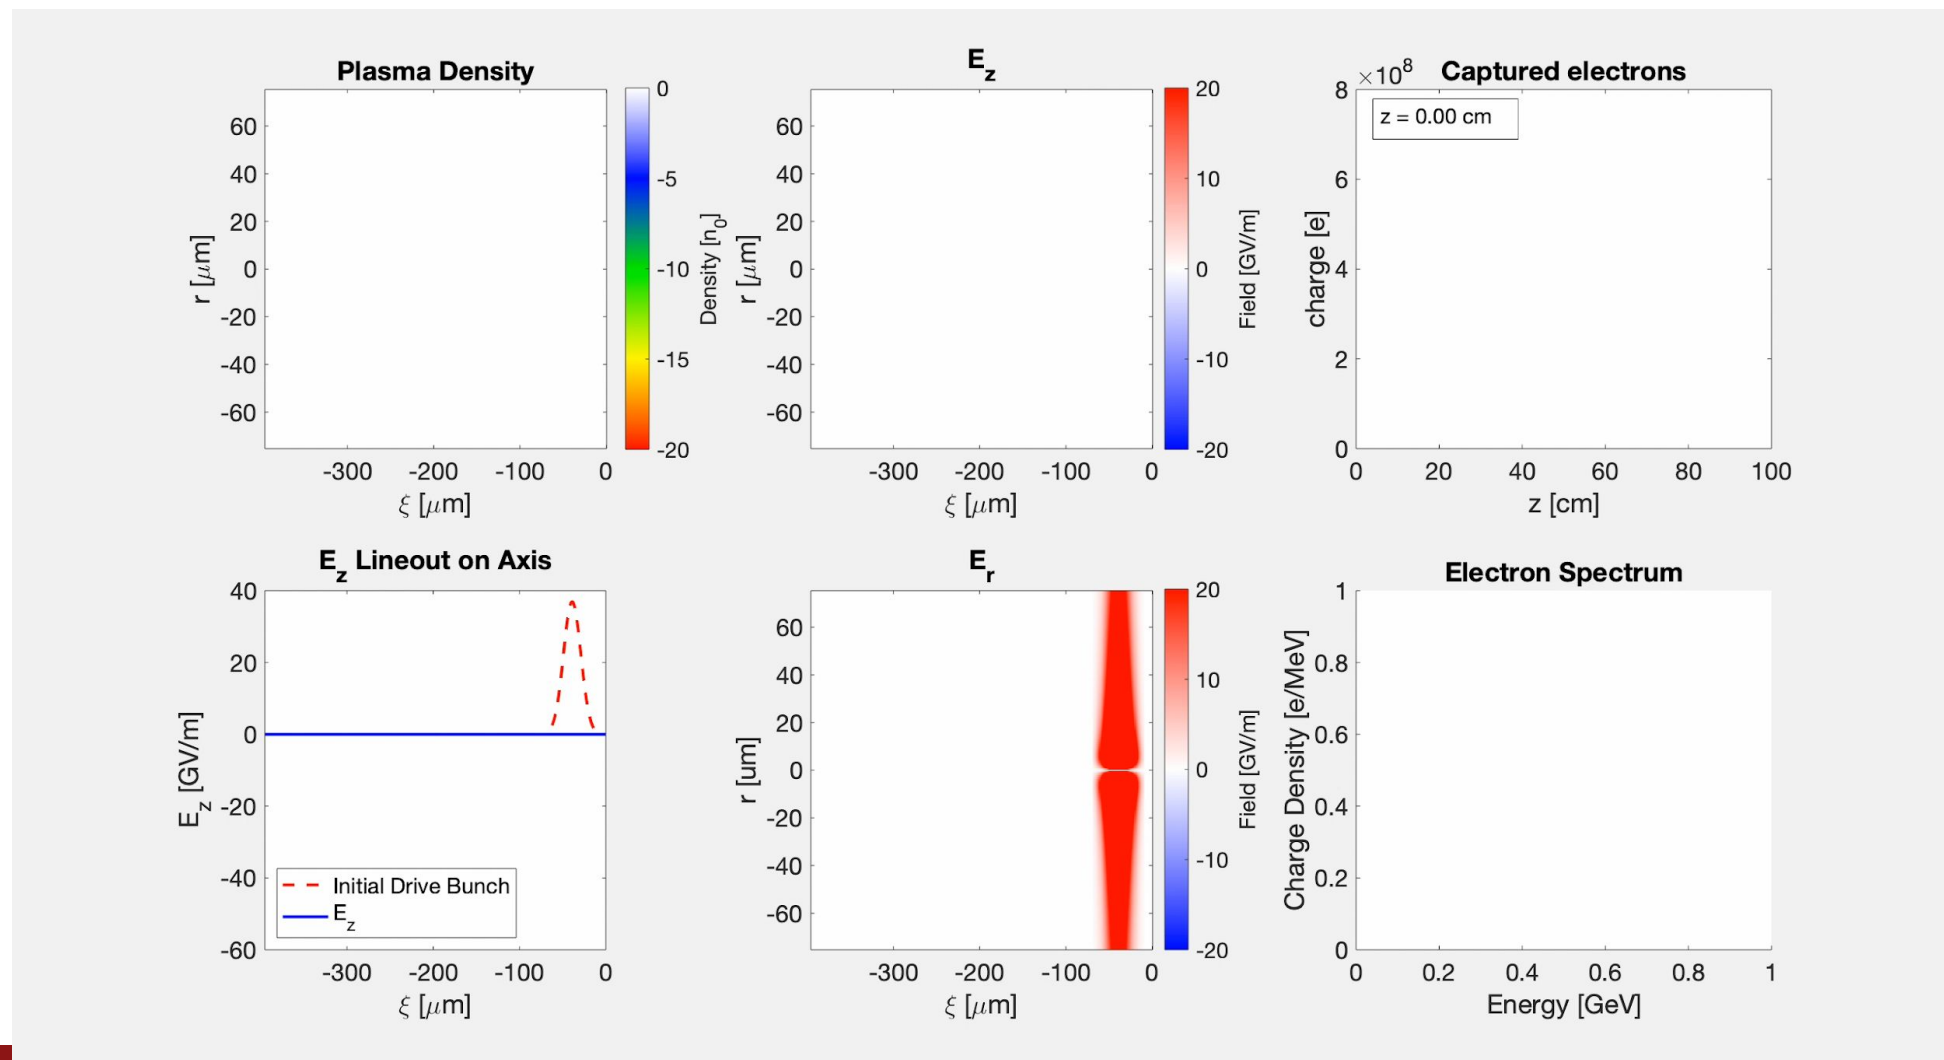 Plasma Density
60
40
20
0
-20
-40
-60
r [μm]
-300 -200 -100 0
ξ [μm]
0
-5
-10
-15
-20
Density [n0]
Ez
60
40
20
0
-20
-40
-60
r [μm]
-300 -200 -100 0
ξ [μm]
20
10
0
-10
-20
Field [GV/m]
×10^8 Captured electrons
z = 0.00 cm
8
6
4
2
0
charge [e]
0 20 40 60 80 100
z [cm]
Ez Lineout on Axis
40
20
0
-20
-40
-60
Ez [GV/m]
Initial Drive Bunch
Ez
-300 -200 -100 0
ξ [μm]
Er
60
40
20
0
-20
-40
-60
r [um]
-300 -200 -100 0
ξ [μm]
20
10
0
-10
-20
Field [GV/m]
Electron Spectrum
1
0.8
0.6
0.4
0.2
0
Charge Density [e/MeV]
0 0.2 0.4 0.6 0.8 1
Energy [GeV]